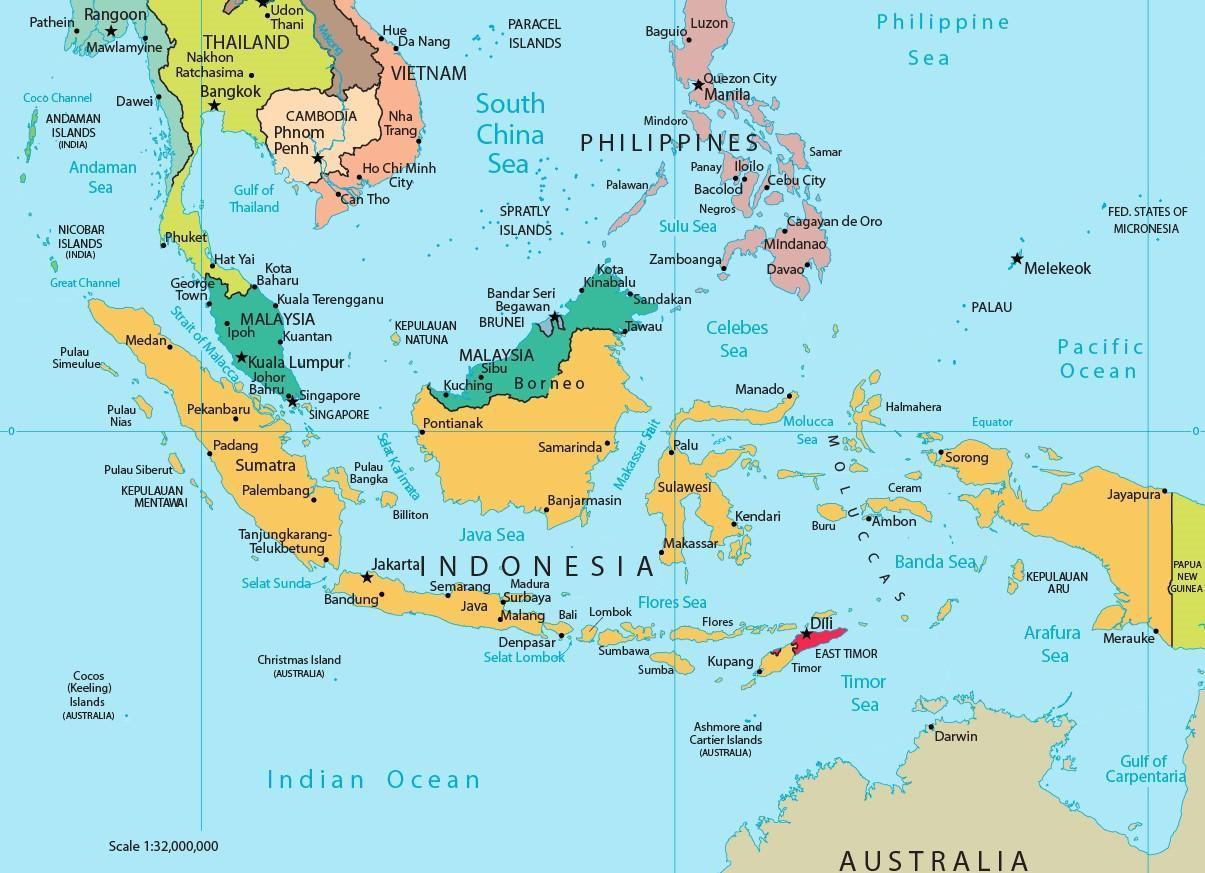 Pathein
Rangoon
Mawlamyine
Udon
Thani
THAILAND
Nakhon
Ratchasima
Bangkok
Dawei
Mekong
Hue
Da Nang
VIETNAM
CAMBODIA
Phnom
Penh
Nha
Trang
Ho Chi Minh
City
Can Tho
PARACEL
ISLANDS
South
China
Sea
Luzon
Baguio
Quezon City
Manila
Philippine
Sea
Mindoro
PHILIPPINES
Samar
Panay
Iloilo
Bacolod
Cebu City
Negros
Palawan
Sulu Sea
Cagayan de Oro
Mindanao
Zamboanga
Davao
Coco Channel
ANDAMAN
ISLANDS
(INDIA)
Andaman
Sea
Gulf of
Thailand
NICOBAR
ISLANDS
(INDIA)
Great Channel
Phuket
SPRATLY
ISLANDS
FED. STATES OF
MICRONESIA
Melekeok
PALAU
Pacific
Ocean
Hat Yai
Kota
Baharu
George
Town
Kuala Terengganu
MALAYSIA
Ipoh
Kuantan
Kuala Lumpur
Johor
Bahru
Singapore
SINGAPORE
Strait of Malacca
KEPULAUAN
NATUNA
Bandar Seri
Begawan
BRUNEI
Kota
Kinabalu
Sandakan
Tawau
MALAYSIA
Sibu
Kuching
Borneo
Celebes
Sea
Medan
Pulau
Simeulue
Pulau
Nias
Pekanbaru
Padang
Pulau Siberut
Sumatra
KEPULAUAN
MENTAWAI
Palembang
Tanjungkarang-
Telukbetung
Selat Karimata
Pulau
Bangka
Billiton
Pontianak
Samarinda
Banjarmasin
Makassar Sait
Manado
Molucca
Sea
Halmahera
Equator
0
0
Palu
Sulawesi
Kendari
Makassar
MOLUCCAS
Sorong
Ceram
Buru
Ambon
Jayapura
Java Sea
INDONESIA
Banda Sea
KEPULAUAN
ARU
PAPUA
NEW
GUINEA
Selat Sunda
Jakarta
Bandung
Semarang
Java
Madura
Surbaya
Malang
Bali
Lombok
Denpasar
Selat Lombok
Flores Sea
Flores
Sumbawa
Sumba
Dili
EAST TIMOR
Kupang
Timor
Timor
Sea
Arafura
Sea
Merauke
Christmas Island
(AUSTRALIA)
Cocos
(Keeling)
Islands
(AUSTRALIA)
Ashmore and
Cartier Islands
(AUSTRALIA)
Darwin
Gulf of
Carpentaria
Indian Ocean
Scale 1:32,000,000
AUSTRALIA